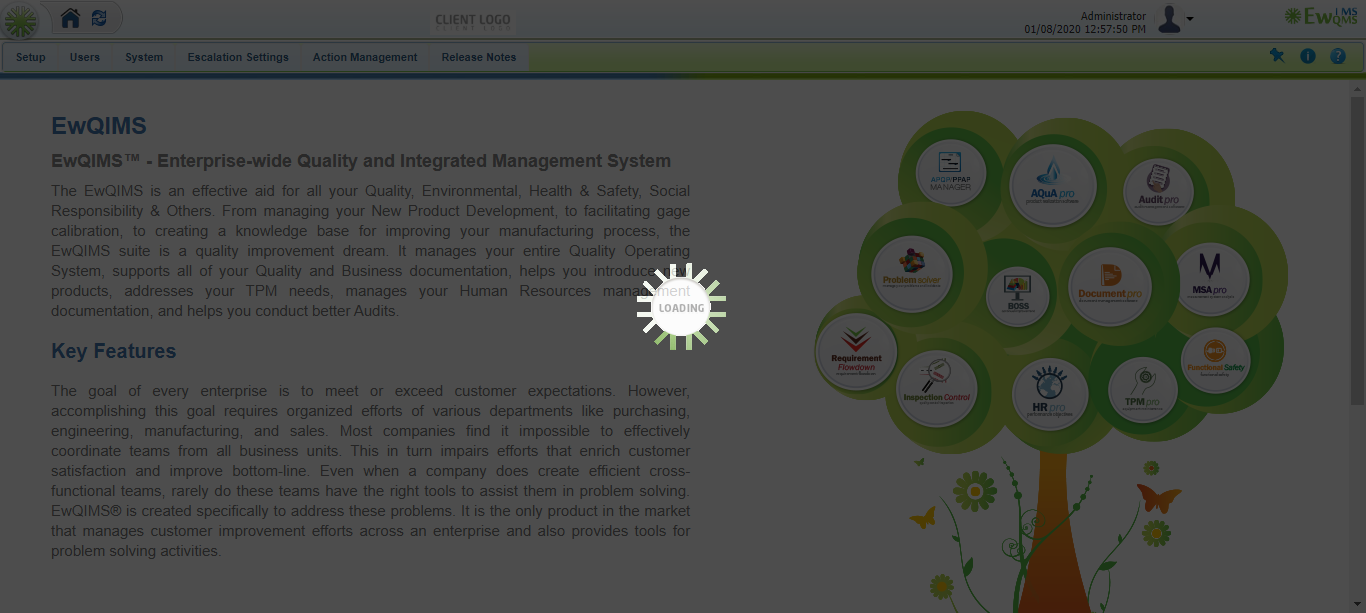 CLIENT LOGO
Administrator
01/08/2020 12:57:50 PM
EwQMS
IMS
Setup
Users
System
Escalation Settings
Action Management
Release Notes
EwQIMS
EwQIMS™ - Enterprise-wide Quality and Integrated Management System
The EwQIMS is an effective aid for all your Quality, Environmental, Health & Safety, Social
Responsibility & Others. From managing your New Product Development, to facilitating gage
calibration, to creating a knowledge base for improving your manufacturing process, the
EwQIMS suite is a quality improvement dream. It manages your entire Quality Operating
System, supports all of your Quality and Business documentation, helps you introduce new
products, addresses your TPM needs, manages your Human Resources management
documentation, and helps you conduct better Audits.
LOADING
Key Features
The goal of every enterprise is to meet or exceed customer expectations. However,
accomplishing this goal requires organized efforts of various departments like purchasing,
engineering, manufacturing, and sales. Most companies find it impossible to effectively
coordinate teams from all business units. This in turn impairs efforts that enrich customer
satisfaction and improve bottom-line. Even when a company does create efficient cross-
functional teams, rarely do these teams have the right tools to assist them in problem solving.
EwQIMS® is created specifically to address these problems. It is the only product in the market
that manages customer improvement efforts across an enterprise and also provides tools for
problem solving activities.
APQP/PPAP
MANAGER
AQuA pro
Audit pro
Problem solver
BOSS
Document pro
MSA pro
Requirement
Flowdown
Inspection Control
HR pro
TPM pro
Functional Safety